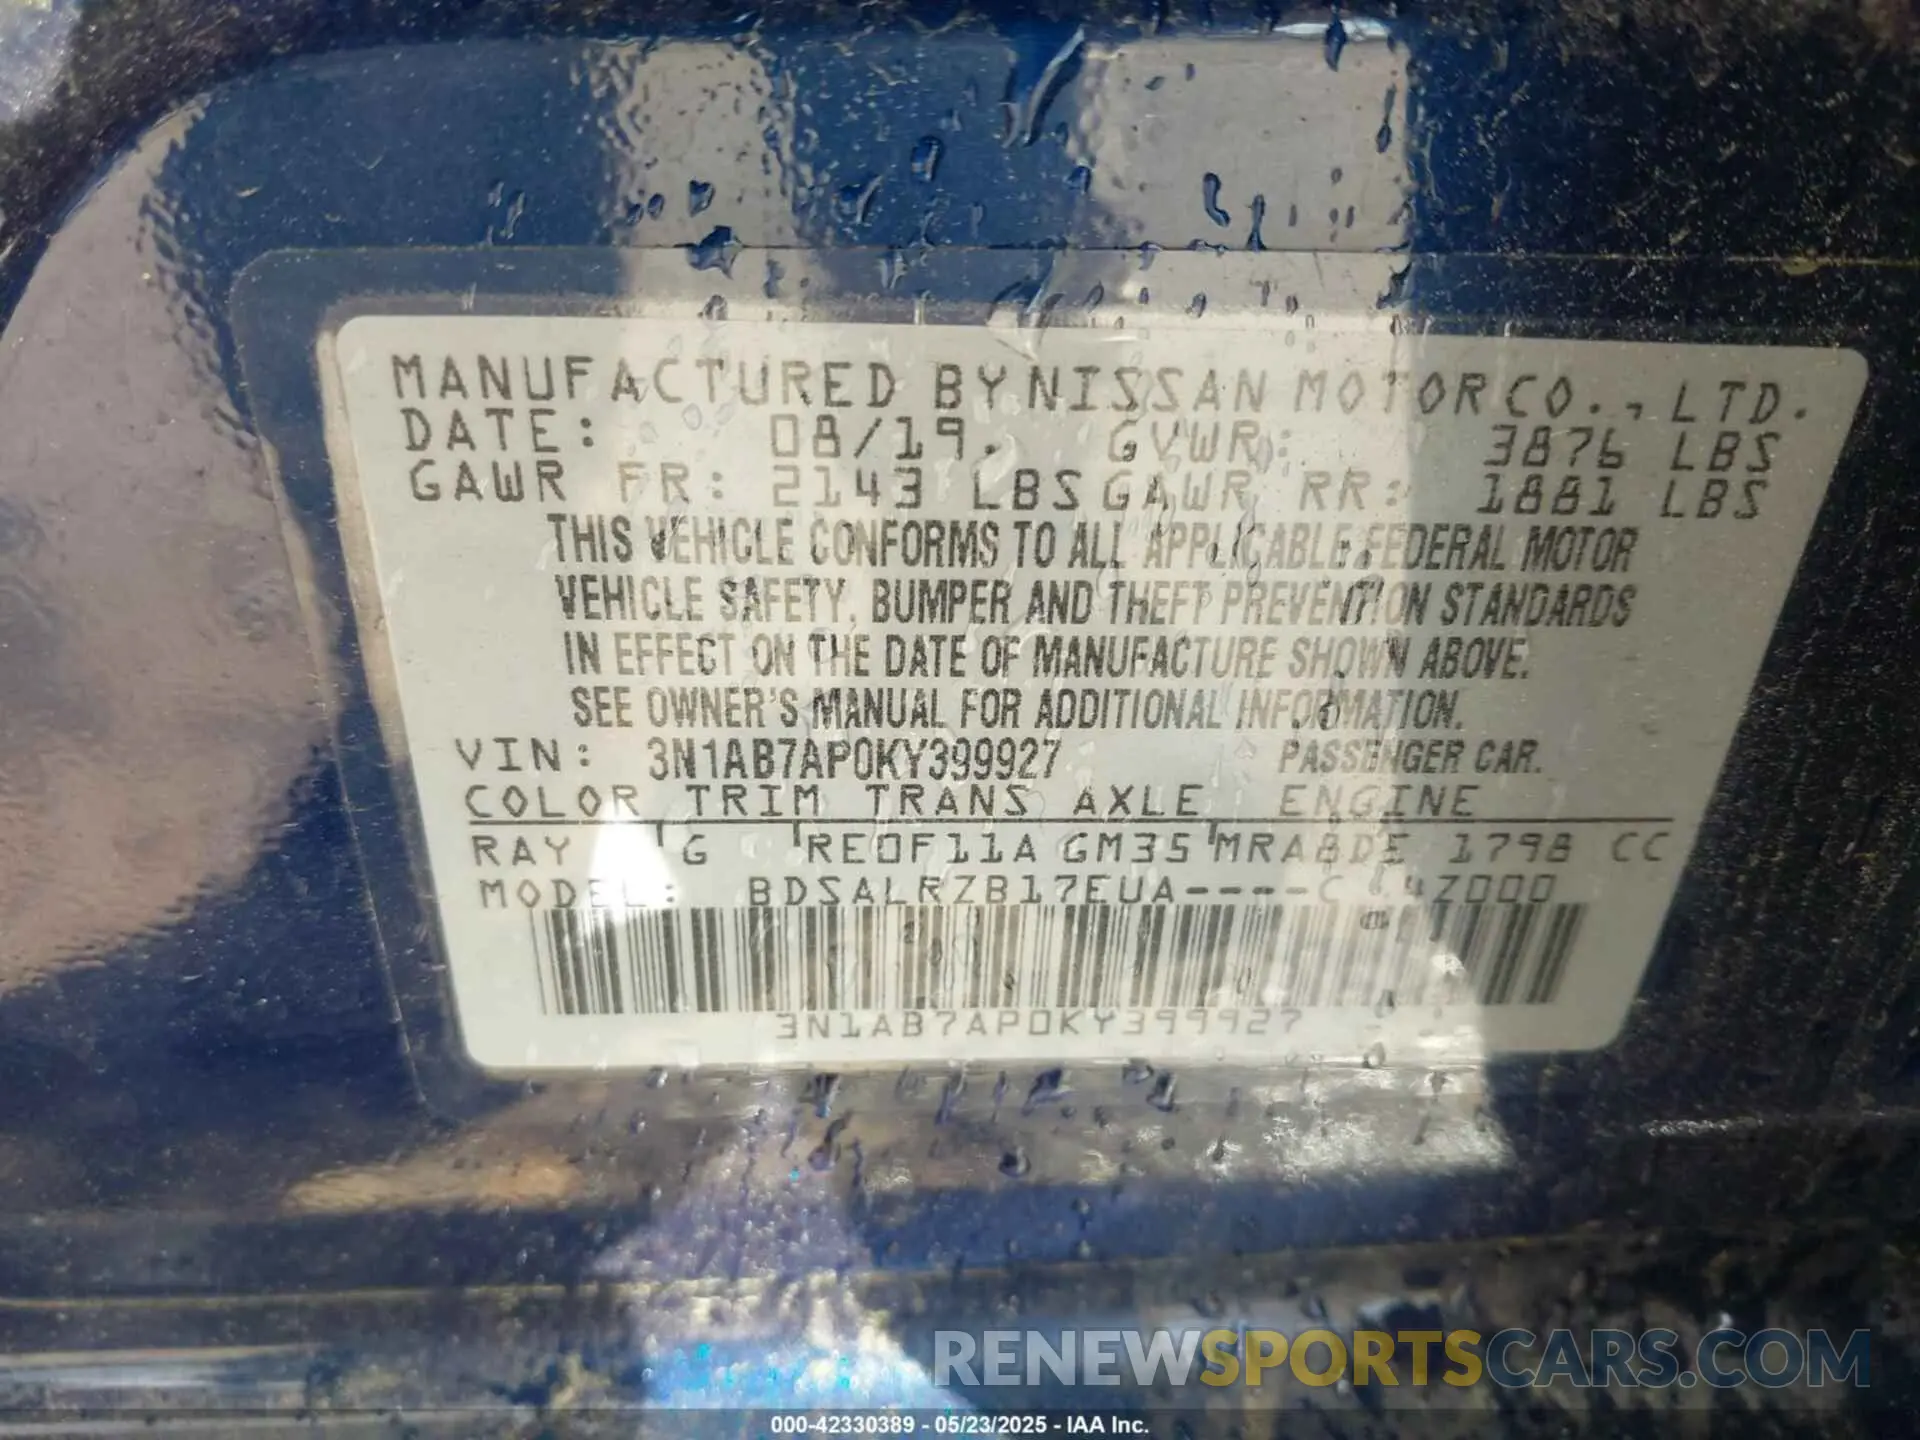 MANUFACTURED BY NISSAN MOTOR CO., LTD.
DATE: 08/19. GVWR: 3876 LBS
GAWR FR: 2143 LBS GAWR RR: 1881 LBS
THIS VEHICLE CONFORMS TO ALL APPLICABLE FEDERAL MOTOR
VEHICLE SAFETY, BUMPER AND THEFT PREVENTION STANDARDS
IN EFFECT ON THE DATE OF MANUFACTURE SHOWN ABOVE.
SEE OWNER'S MANUAL FOR ADDITIONAL INFORMATION.
VIN: 3N1AB7AP0KY399927 PASSENGER CAR.
COLOR TRIM TRANS AXLE ENGINE
RAY G RE0F11A GM35 MRA8DE 1798 CC
MODEL: BDSALRZB17EUA----C
3N1AB7AP0KY399927
RENEWSPORTSCARS.COM
000-42330389 - 05/23/2025 - IAA Inc.